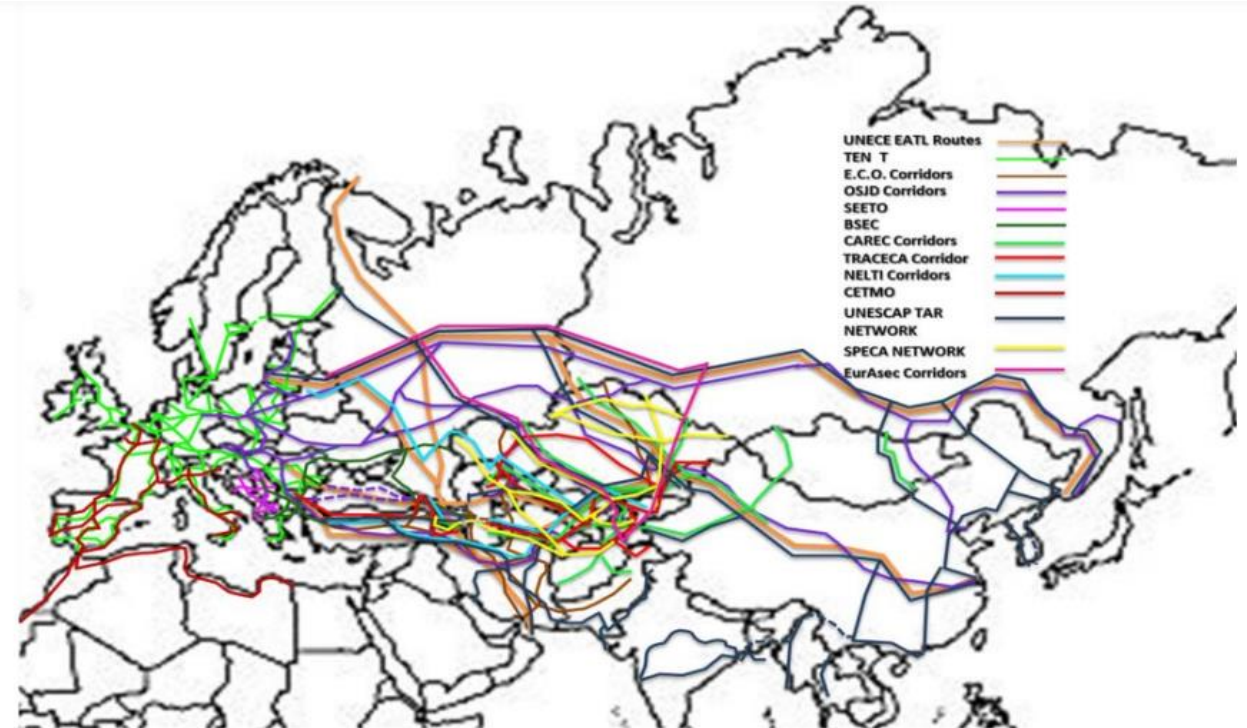 UNECE EATL Routes
TEN T
E.C.O. Corridors
OSJD Corridors
SEETO
BSEC
CAREC Corridors
TRACECA Corridor
NELTI Corridors
CETMO
UNESCAP TAR
NETWORK
SPECA NETWORK
EurAsec Corridors